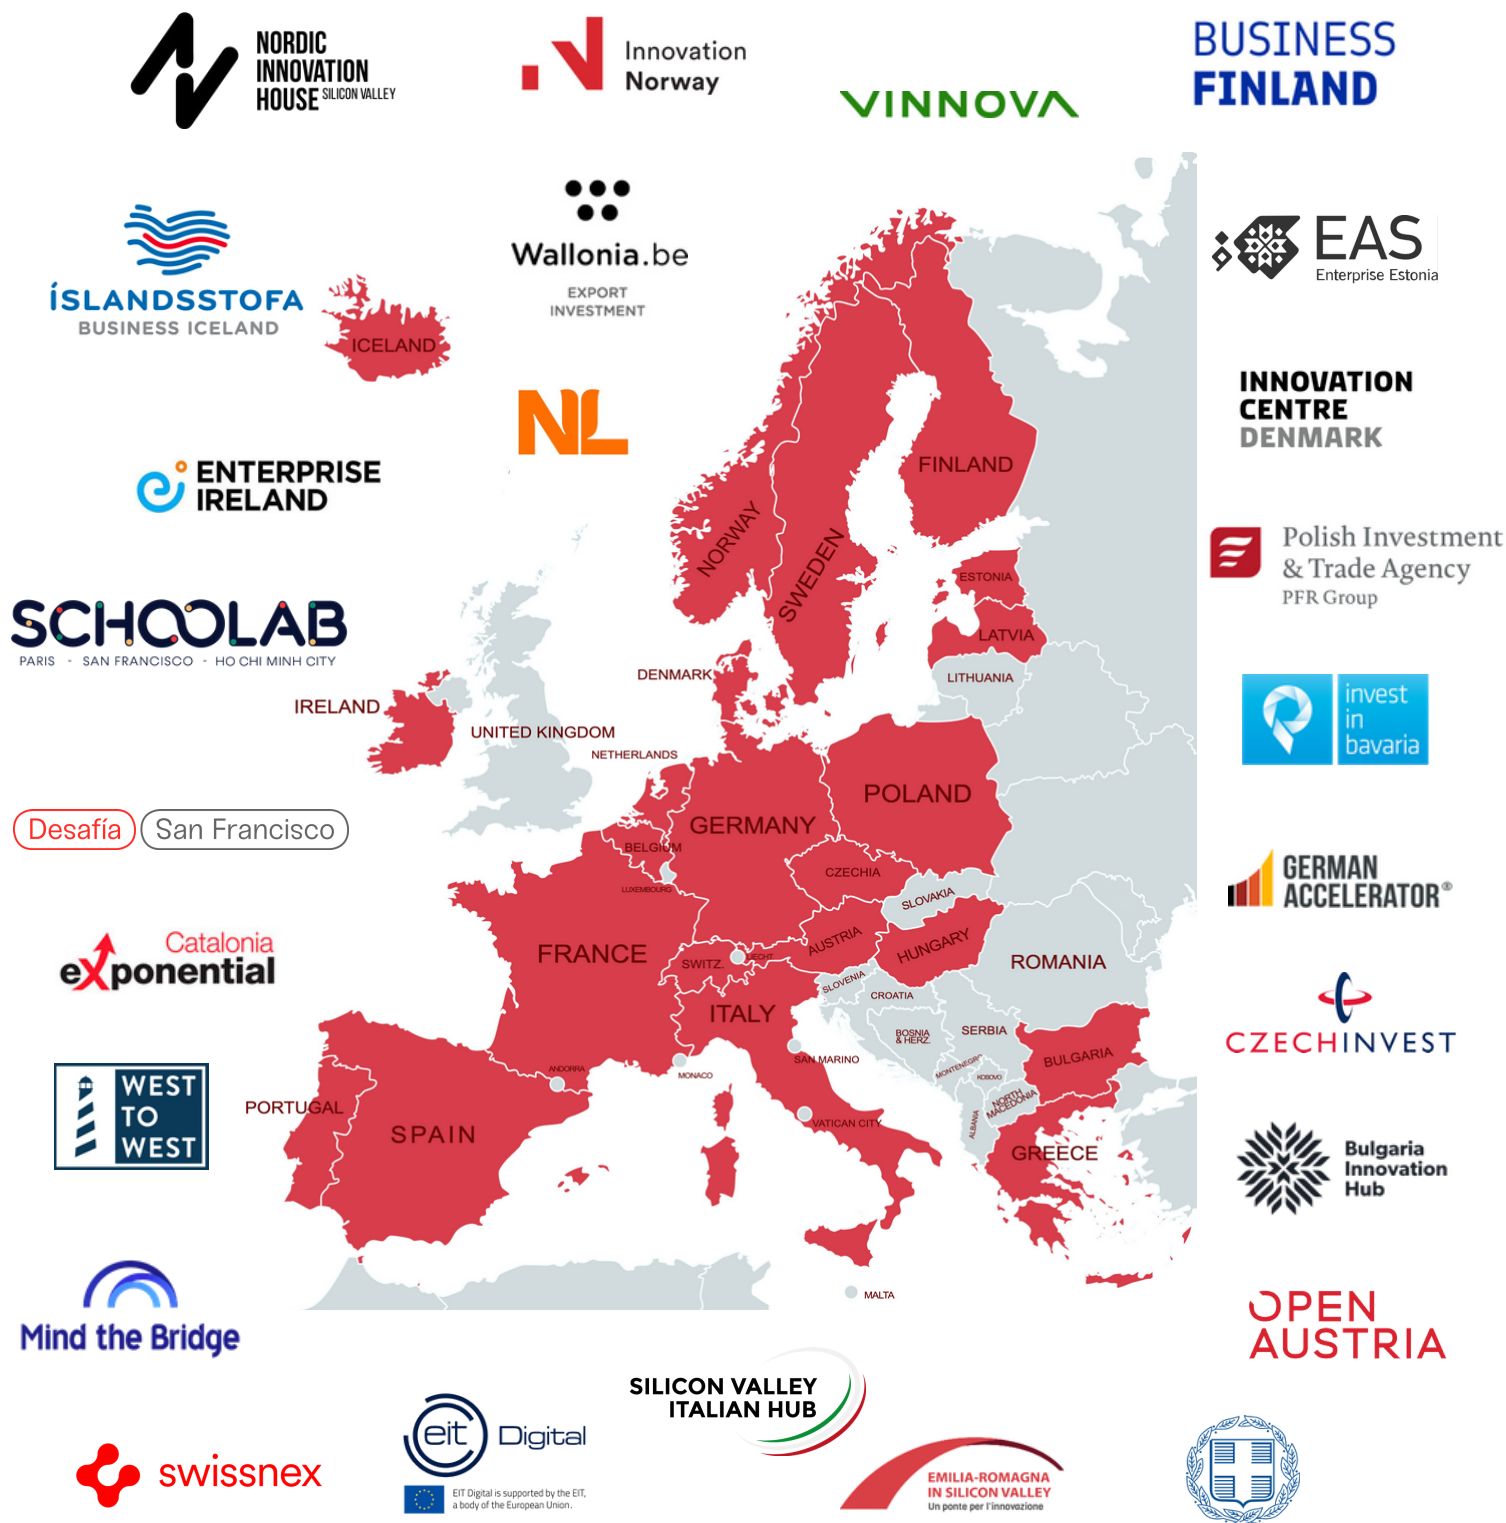 NORDIC
INNOVATION
HOUSE SILICON VALLEY
Innovation
Norway
VINNOVA
BUSINESS
FINLAND
ÍSLANDSSTOFA
BUSINESS ICELAND
Wallonia.be
EXPORT
INVESTMENT
EAS
Enterprise Estonia
ICELAND
NL
INNOVATION
CENTRE
DENMARK
ENTERPRISE
IRELAND
FINLAND
NORWAY
SWEDEN
Polish Investment
& Trade Agency
PFR Group
ESTONIA
SCHOOLAB
PARIS - SAN FRANCISCO - HO CHI MINH CITY
LATVIA
DENMARK
LITHUANIA
IRELAND
UNITED KINGDOM
NETHERLANDS
invest
in
bavaria
POLAND
GERMANY
Desafía San Francisco
BELGIUM
CZECHIA
LUXEMBOURG
SLOVAKIA
GERMAN
ACCELERATOR®
FRANCE
AUSTRIA
HUNGARY
SWITZ.
LIECHT.
ROMANIA
Catalonia
exponential
SLOVENIA
CROATIA
ITALY
BOSNIA
& HERZ.
SERBIA
CZECHINVEST
SAN MARINO
MONTENEGRO
KOSOVO
BULGARIA
ANDORRA
MONACO
WEST
TO
WEST
PORTUGAL
SPAIN
VATICAN CITY
NORTH
MACEDONIA
ALBANIA
GREECE
Bulgaria
Innovation
Hub
Mind the Bridge
MALTA
OPEN
AUSTRIA
SILICON VALLEY
ITALIAN HUB
swissnex
eit Digital
EIT Digital is supported by the EIT,
a body of the European Union.
EMILIA-ROMAGNA
IN SILICON VALLEY
Un ponte per l'innovazione